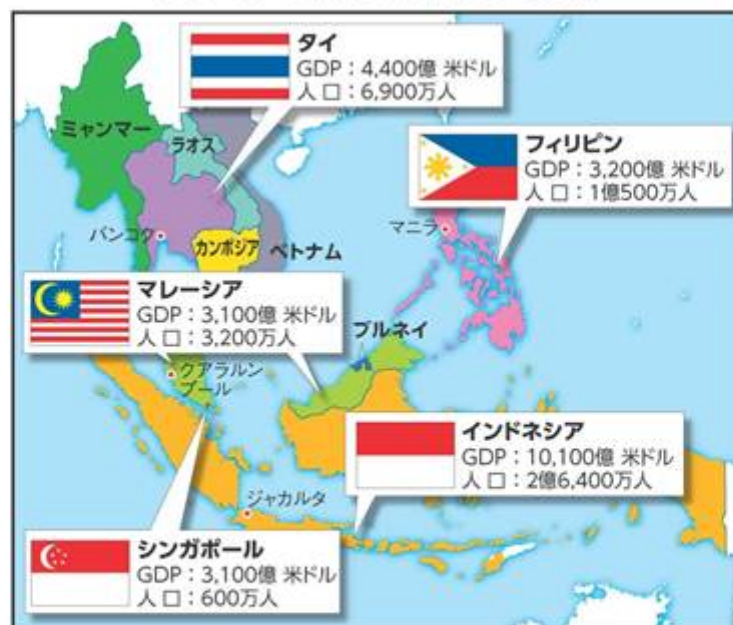 タイ
GDP：4,400億 米ドル
人口：6,900万人
ミャンマー
ラオス
フィリピン
GDP：3,200億 米ドル
人口：1億500万人
マニラ
バンコク
カンボジア
ベトナム
マレーシア
GDP：3,100億 米ドル
人口：3,200万人
ブルネイ
クアラルン
プール
インドネシア
GDP：10,100億 米ドル
人口：2億6,400万人
ジャカルタ
シンガポール
GDP：3,100億 米ドル
人口：600万人